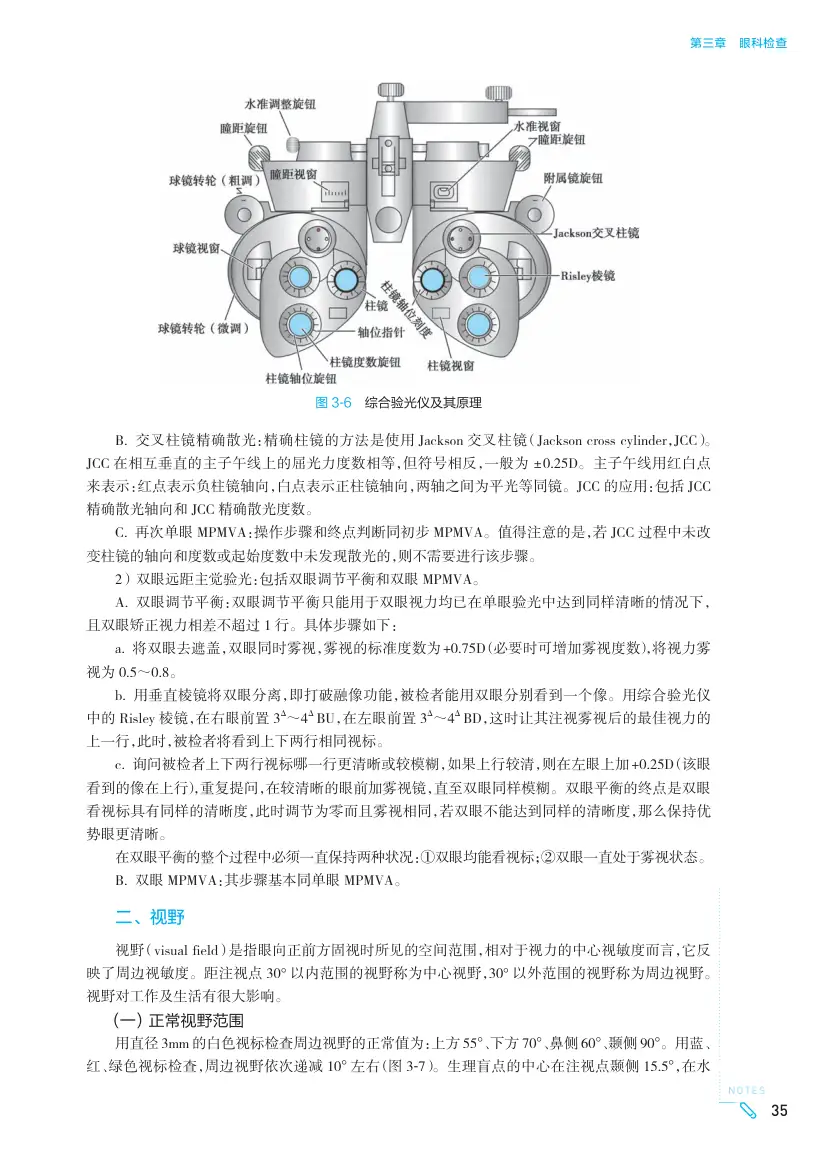 第三章　眼科检查
水准调整旋钮
瞳距旋钮
水准视窗
瞳距旋钮
球镜转轮（粗调）
瞳距视窗
附属镜旋钮
Jackson交叉柱镜
球镜视窗
Risley棱镜
柱镜
柱镜轴位刻度
球镜转轮（微调）
轴位指针
柱镜度数旋钮
柱镜视窗
柱镜轴位旋钮
图 3-6　综合验光仪及其原理
B. 交叉柱镜精确散光：精确柱镜的方法是使用 Jackson 交叉柱镜（Jackson cross cylinder，JCC）。
JCC 在相互垂直的主子午线上的屈光力度数相等，但符号相反，一般为 ±0.25D。主子午线用红白点
来表示：红点表示负柱镜轴向，白点表示正柱镜轴向，两轴之间为平光等同镜。JCC 的应用：包括 JCC
精确散光轴向和 JCC 精确散光度数。
C. 再次单眼 MPMVA：操作步骤和终点判断同初步 MPMVA。值得注意的是，若 JCC 过程中未改
变柱镜的轴向和度数或起始度数中未发现散光的，则不需要进行该步骤。
2）双眼远距主觉验光：包括双眼调节平衡和双眼 MPMVA。
A. 双眼调节平衡：双眼调节平衡只能用于双眼视力均已在单眼验光中达到同样清晰的情况下，
且双眼矫正视力相差不超过 1 行。具体步骤如下：
a. 将双眼去遮盖，双眼同时雾视，雾视的标准度数为+0.75D（必要时可增加雾视度数），将视力雾
视为 0.5～0.8。
b. 用垂直棱镜将双眼分离，即打破融像功能，被检者能用双眼分别看到一个像。用综合验光仪
中的 Risley 棱镜，在右眼前置 3<sup>Δ</sup>～4<sup>Δ</sup> BU，在左眼前置 3<sup>Δ</sup>～4<sup>Δ</sup> BD，这时让其注视雾视后的最佳视力的
上一行，此时，被检者将看到上下两行相同视标。
c. 询问被检者上下两行视标哪一行更清晰或较模糊，如果上行较清，则在左眼上加+0.25D（该眼
看到的像在上行），重复提问，在较清晰的眼前加雾视镜，直至双眼同样模糊。双眼平衡的终点是双眼
看视标具有同样的清晰度，此时调节为零而且雾视相同，若双眼不能达到同样的清晰度，那么保持优
势眼更清晰。
在双眼平衡的整个过程中必须一直保持两种状况：①双眼均能看视标；②双眼一直处于雾视状态。
B. 双眼 MPMVA：其步骤基本同单眼 MPMVA。
二、视野
视野（visual field）是指眼向正前方固视时所见的空间范围，相对于视力的中心视敏度而言，它反
映了周边视敏度。距注视点 30° 以内范围的视野称为中心视野，30° 以外范围的视野称为周边视野。
视野对工作及生活有很大影响。
（一）正常视野范围
用直径 3mm 的白色视标检查周边视野的正常值为：上方 55°、下方 70°、鼻侧 60°、颞侧 90°。用蓝、
红、绿色视标检查，周边视野依次递减 10° 左右（图 3-7）。生理盲点的中心在注视点颞侧 15.5°，在水
NOTES
35